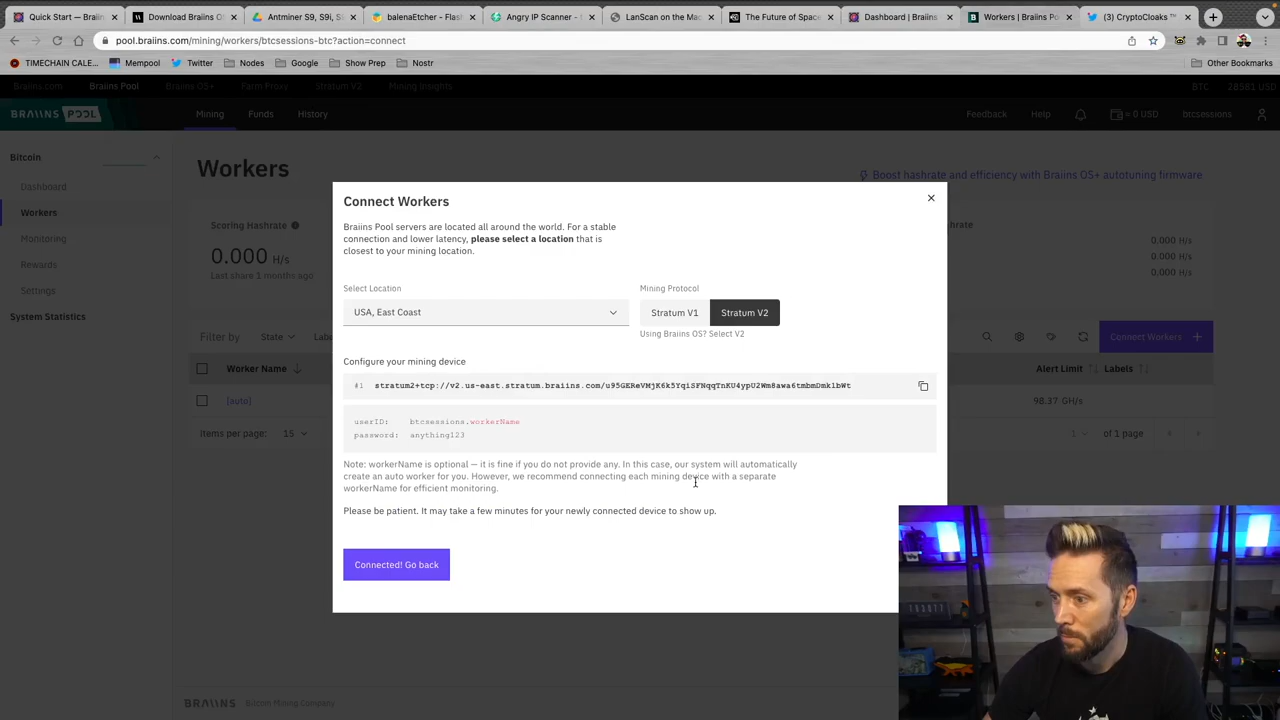 Quick Start — Braiin
Download Braiins OS
Antminer S9, S9i, S
balenaEtcher - Flash
Angry IP Scanner - S
LanScan on the Mac
The Future of Space
Dashboard | Braiins
Workers | Braiins Po
(3) CryptoCloaks
pool.braiins.com/mining/workers/btcsessions-btc?action=connect
TIMECHAIN CALE...
Mempool
Twitter
Nodes
Google
Show Prep
Nostr
Other Bookmarks
Braiins.com
Braiins Pool
Braiins OS+
Farm Proxy
Stratum V2
Mining Insights
BTC
28581 USD
BRAIINS POOL
Mining
Funds
History
Feedback
Help
≈ 0 USD
btcsessions
Bitcoin
Dashboard
Workers
Monitoring
Rewards
Settings
System Statistics
Workers
Boost hashrate and efficiency with Braiins OS+ autotuning firmware
Scoring Hashrate
0.000 H/s
Last share 1 months ago
hrate
0.000 H/s
0.000 H/s
0.000 H/s
Filter by
State
Labe
Connect Workers +
Worker Name
Alert Limit
Labels
[auto]
98.37 GH/s
Items per page: 15
1
of 1 page
Connect Workers
Braiins Pool servers are located all around the world. For a stable
connection and lower latency, please select a location that is
closest to your mining location.
Select Location
USA, East Coast
Mining Protocol
Stratum V1
Stratum V2
Using Braiins OS? Select V2
Configure your mining device
#1 stratum2+tcp://v2.us-east.stratum.braiins.com/u95GEReVMjK6k5YqiSFNqqTnKU4ypU2Wm8awa6tmbmDmk1bWt
userID: btcsessions.workerName
password: anything123
Note: workerName is optional — it is fine if you do not provide any. In this case, our system will automatically
create an auto worker for you. However, we recommend connecting each mining device with a separate
workerName for efficient monitoring.
Please be patient. It may take a few minutes for your newly connected device to show up.
Connected! Go back
BRAIINS Bitcoin Mining Company